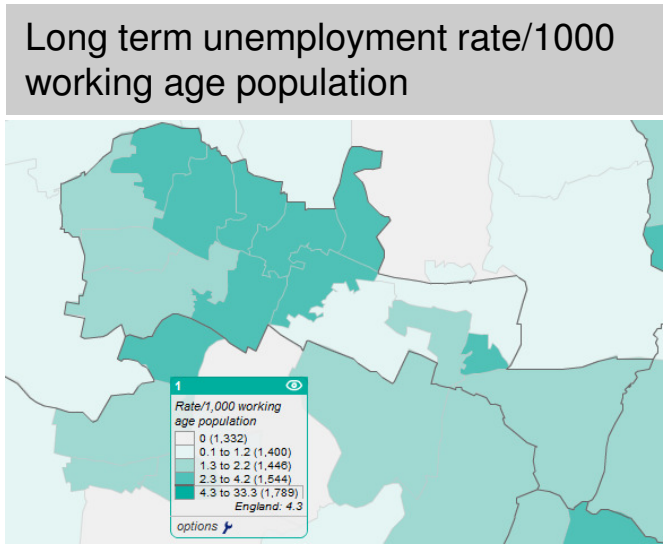 Long term unemployment rate/1000
working age population
1
Rate/1,000 working
age population
0 (1,332)
0.1 to 1.2 (1,400)
1.3 to 2.2 (1,446)
2.3 to 4.2 (1,544)
4.3 to 33.3 (1,789)
England: 4.3
options